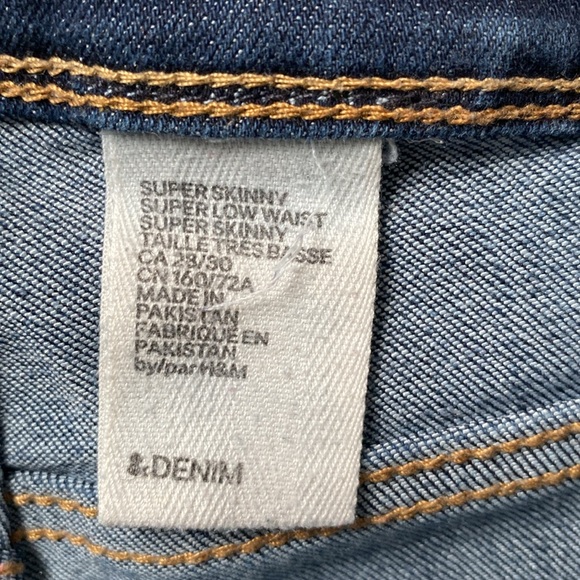 SUPER SKINNY
SUPER LOW WAIST
SUPER SKINNY
TAILLE TRES BASSE
CA 28/30
CN 160/72A
MADE IN
PAKISTAN
FABRIQUÉ EN
PAKISTAN
by/par H&M
&DENIM